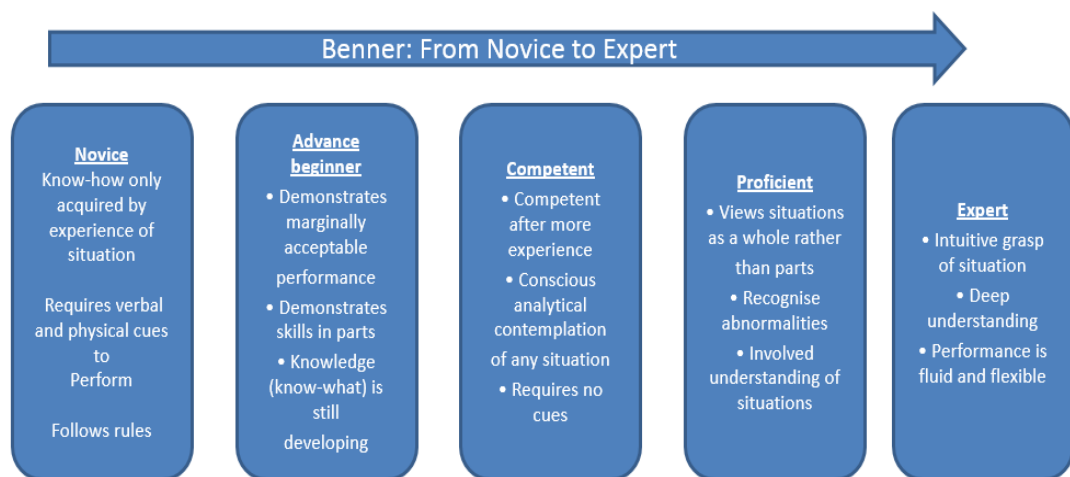 Benner: From Novice to Expert
Novice
Know-how only
acquired by
experience of
situation
Requires verbal
and physical cues
to
Perform
Follows rules
Advance
beginner
• Demonstrates
marginally
acceptable
performance
• Demonstrates
skills in parts
• Knowledge
(know-what) is
still
developing
Competent
• Competent
after more
experience
• Conscious
analytical
contemplation
of any situation
• Requires no
cues
Proficient
• Views situations
as a whole rather
than parts
• Recognise
abnormalities
• Involved
understanding of
situations
Expert
• Intuitive grasp
of situation
• Deep
understanding
• Performance is
fluid and flexible